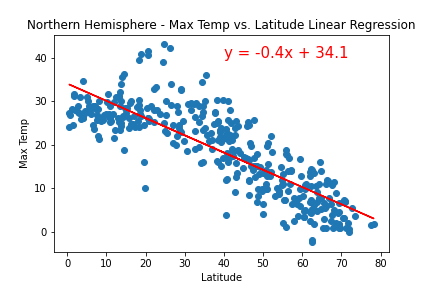 Northern Hemisphere - Max Temp vs. Latitude Linear Regression
y = -0.4x + 34.1
40
30
20
10
0
Max Temp
0 10 20 30 40 50 60 70 80
Latitude